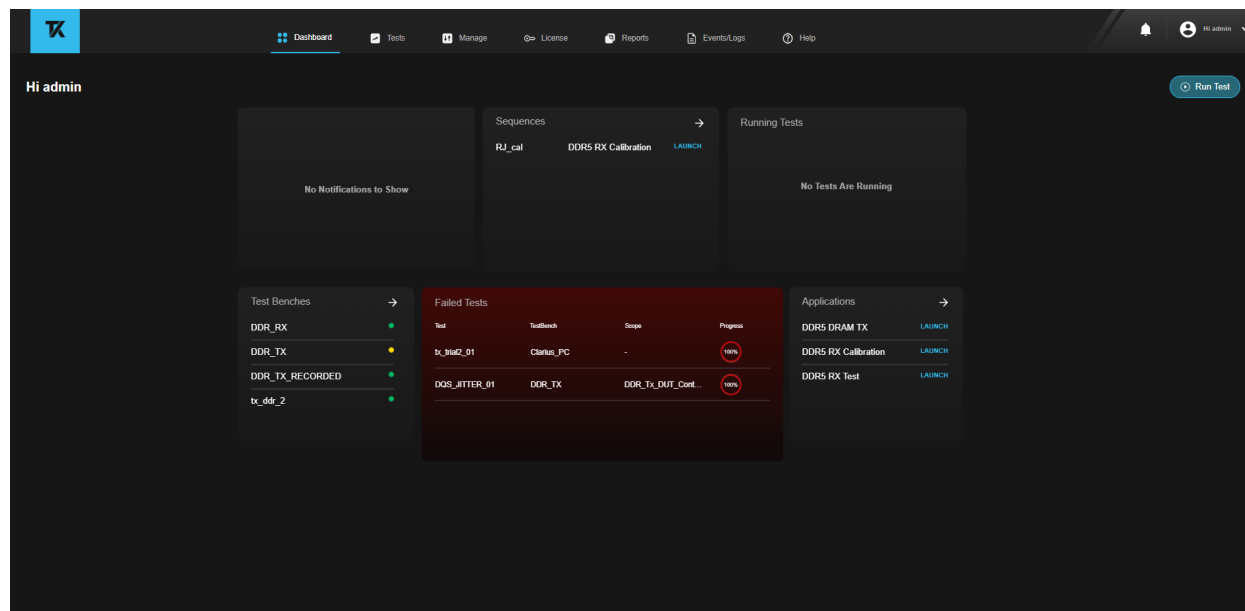 TK
Dashboard
Tests
Manage
License
Reports
Events/Logs
Help
Hi admin
Hi admin
Run Test
No Notifications to Show
Sequences
RJ_cal DDR5 RX Calibration LAUNCH
Running Tests
No Tests Are Running
Test Benches
DDR_RX
DDR_TX
DDR_TX_RECORDED
tx_ddr_2
Failed Tests
Test TestBench Scope Progress
tx_trial2_01 Clarius_PC - 100%
DQS_JITTER_01 DDR_TX DDR_Tx_DUT_Cont... 100%
Applications
DDR5 DRAM TX LAUNCH
DDR5 RX Calibration LAUNCH
DDR5 RX Test LAUNCH